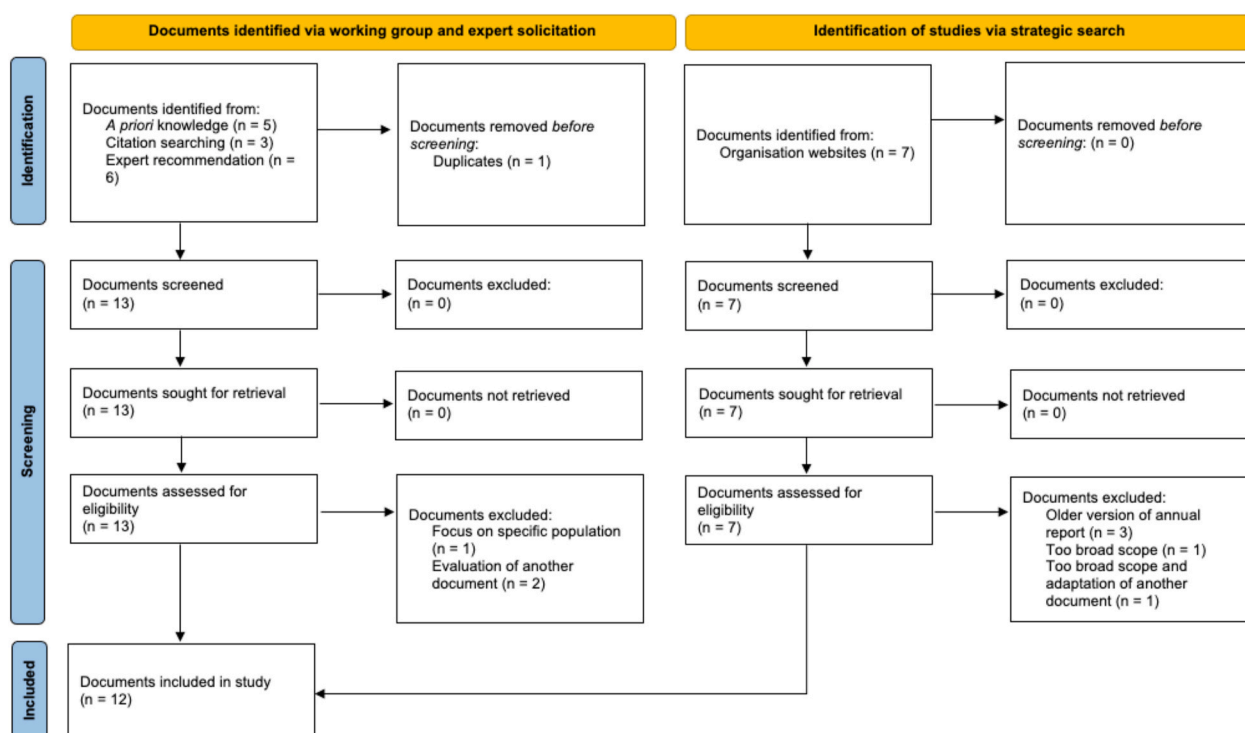 Documents identified via working group and expert solicitation
Identification of studies via strategic search
Identification
Documents identified from:
A priori knowledge (n = 5)
Citation searching (n = 3)
Expert recommendation (n =
6)
Documents removed before
screening:
Duplicates (n = 1)
Documents identified from:
Organisation websites (n = 7)
Documents removed before
screening: (n = 0)
Screening
Documents screened
(n = 13)
Documents excluded:
(n = 0)
Documents screened
(n = 7)
Documents excluded:
(n = 0)
Documents sought for retrieval
(n = 13)
Documents not retrieved
(n = 0)
Documents sought for retrieval
(n = 7)
Documents not retrieved
(n = 0)
Documents assessed for
eligibility
(n = 13)
Documents excluded:
Focus on specific population
(n = 1)
Evaluation of another
document (n = 2)
Documents assessed for
eligibility
(n = 7)
Documents excluded:
Older version of annual
report (n = 3)
Too broad scope (n = 1)
Too broad scope and
adaptation of another
document (n = 1)
Included
Documents included in study
(n = 12)